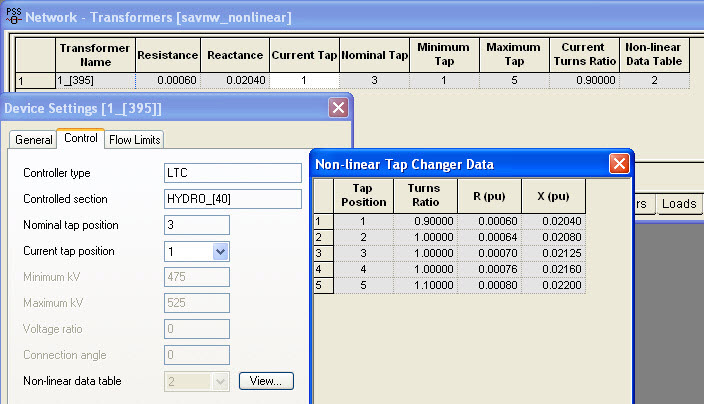 PSS
Network - Transformers [savnw_nonlinear]
Transformer Name Resistance Reactance Current Tap Nominal Tap Minimum Tap Maximum Tap Current Turns Ratio Non-linear Data Table
1 1_[395] 0.00060 0.02040 1 3 1 5 0.90000 2
Device Settings [1_[395]]
General Control Flow Limits
Controller type LTC
Controlled section HYDRO_[40]
Nominal tap position 3
Current tap position 1
Minimum kV 475
Maximum kV 525
Voltage ratio 0
Connection angle 0
Non-linear data table 2 View...
Non-linear Tap Changer Data
Tap Position Turns Ratio R (pu) X (pu)
1 1 0.90000 0.00060 0.02040
2 2 1.00000 0.00064 0.02080
3 3 1.00000 0.00070 0.02125
4 4 1.00000 0.00076 0.02160
5 5 1.10000 0.00080 0.02200
rs Loads